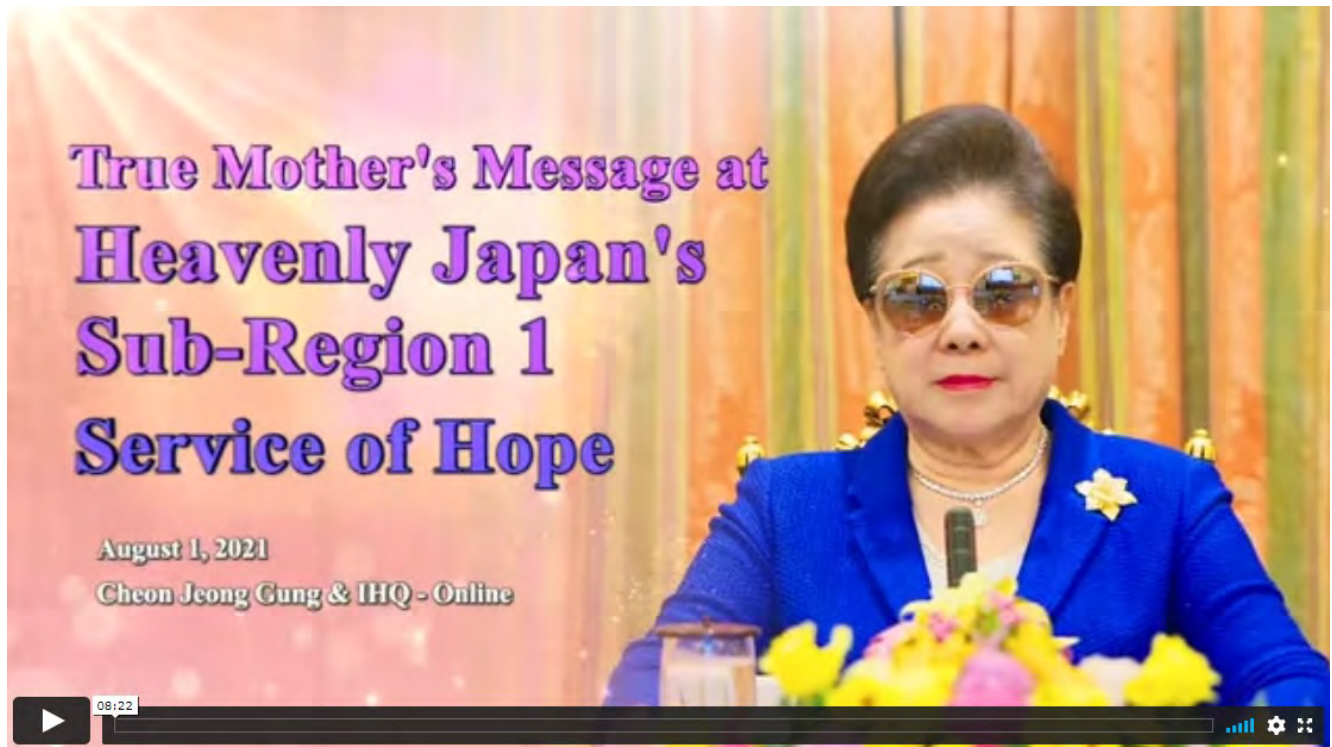 True Mother's Message at
Heavenly Japan's
Sub-Region 1
Service of Hope
August 1, 2021
Cheon Jeong Gung & IHQ - Online
08:22